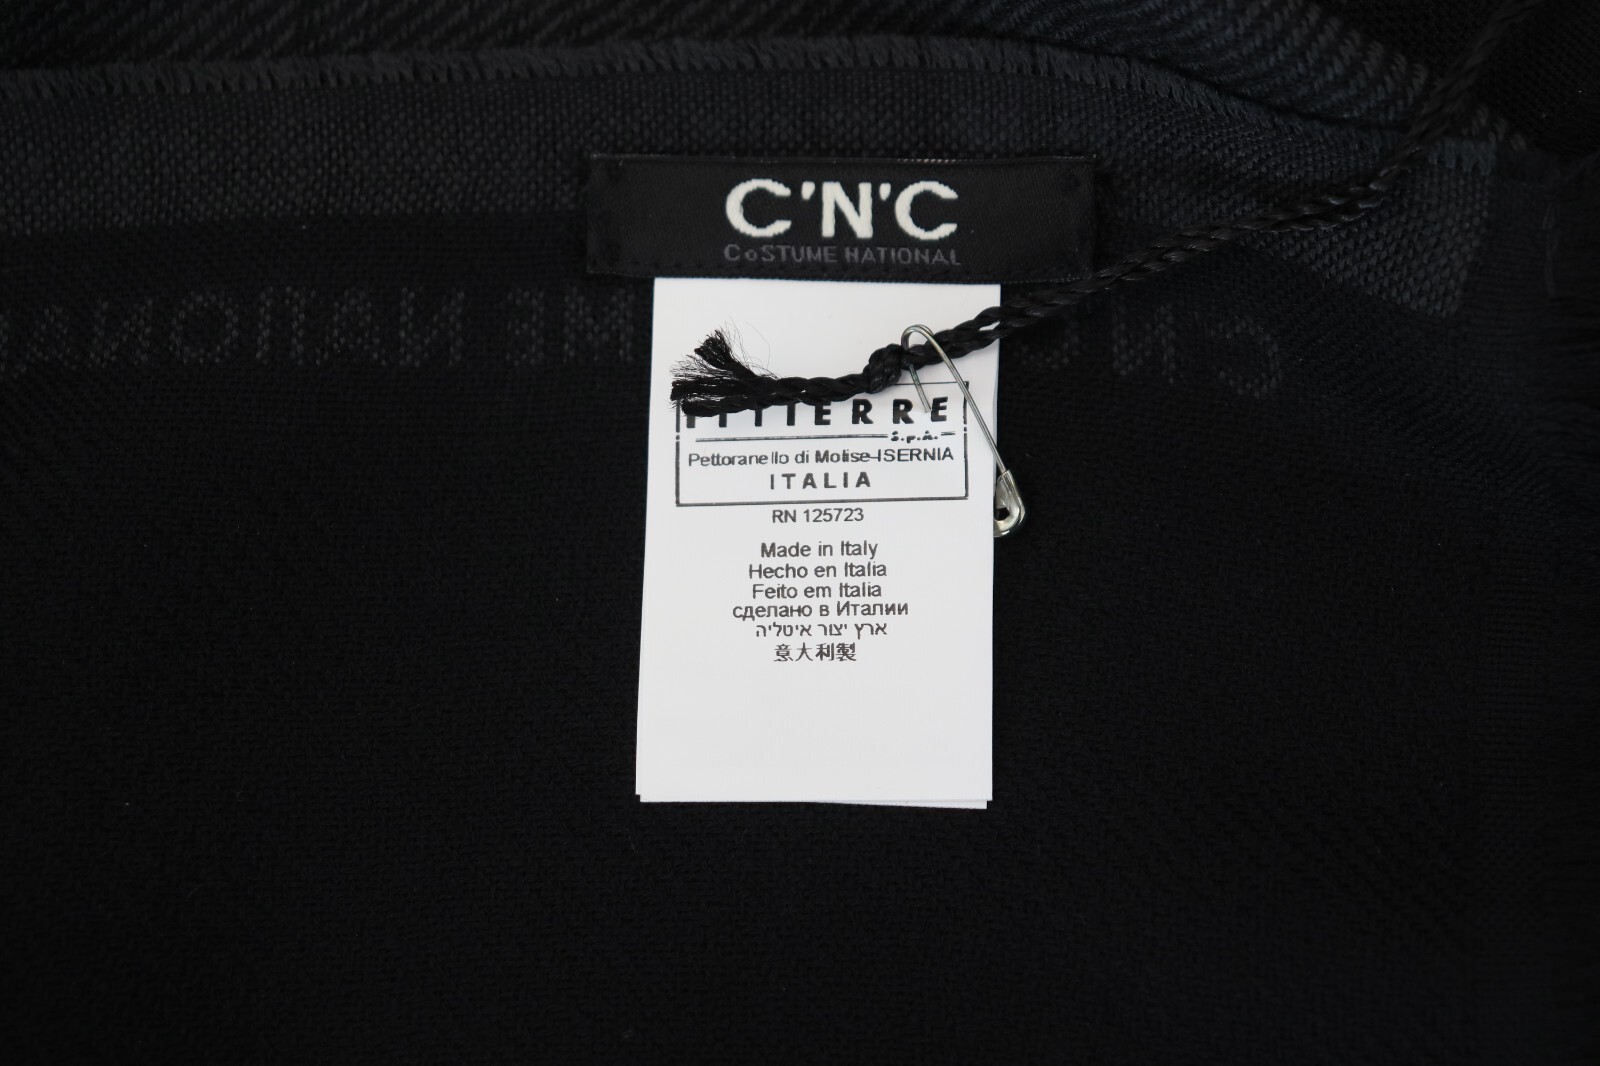 C'N'C
CoSTUME NATIONAL
ITTIERRE
S.p.A.
Pettoranello di Molise-ISERNIA
ITALIA
RN 125723
Made in Italy
Hecho en Italia
Feito em Italia
сделано в Италии
ארץ יצור איטליה
意大利製